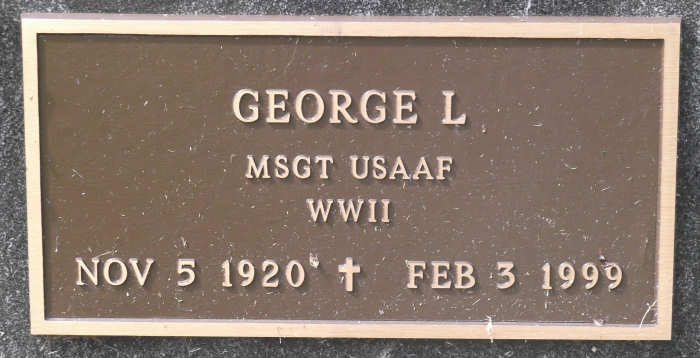 GEORGE L
MSGT USAAF
WWII
NOV 5 1920 ✝ FEB 3 1999